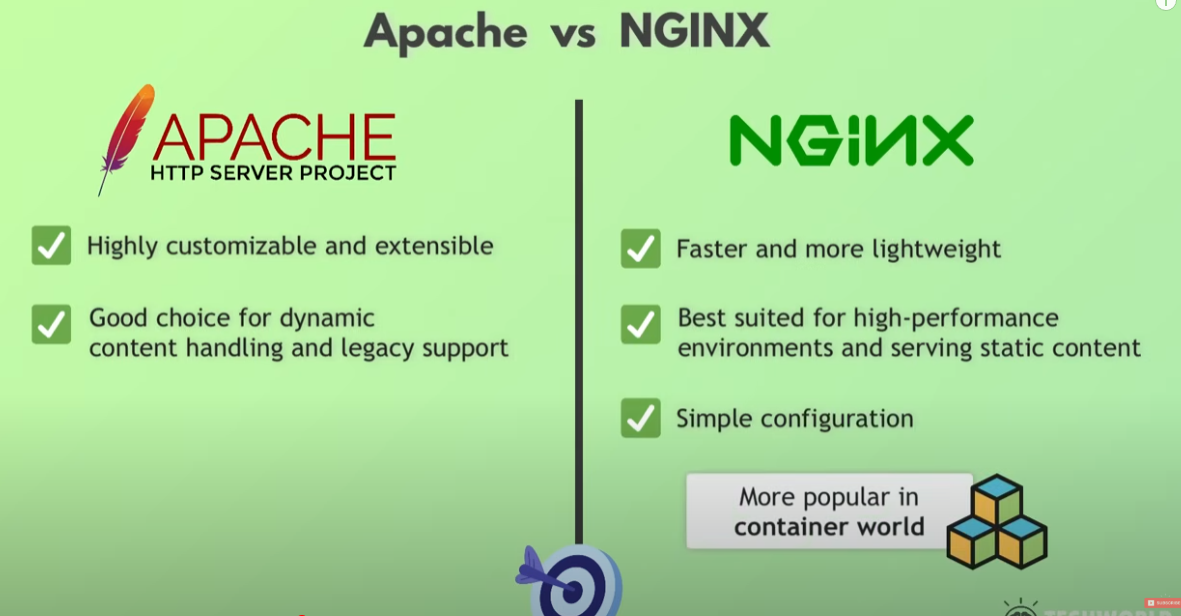 Apache vs NGINX
APACHE
HTTP SERVER PROJECT
NGiNX
Highly customizable and extensible
Faster and more lightweight
Good choice for dynamic
content handling and legacy support
Best suited for high-performance
environments and serving static content
Simple configuration
More popular in
container world
TECHWORLD
SUBSCRIBE